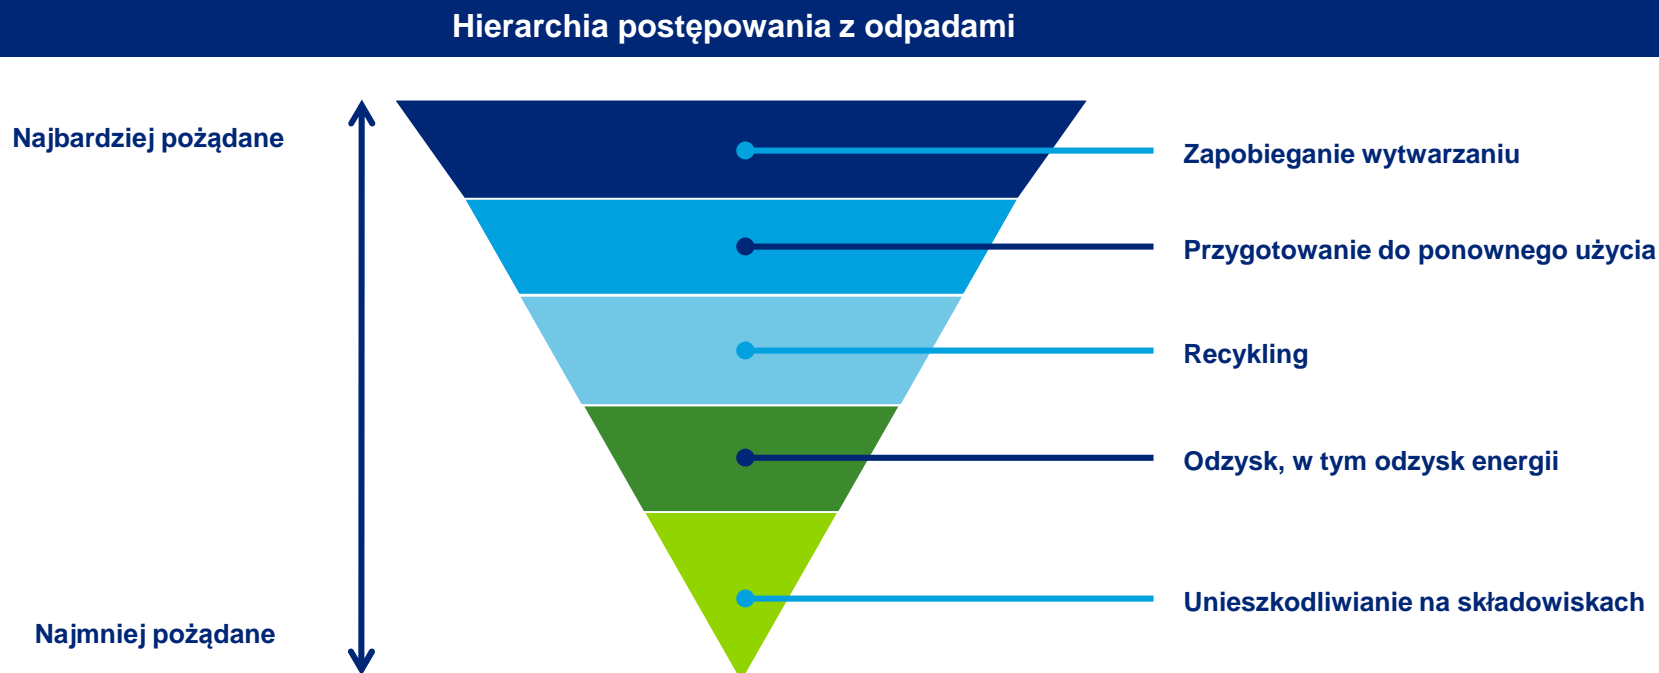 Hierarchia postępowania z odpadami
Najbardziej pożądane
Zapobieganie wytwarzaniu
Przygotowanie do ponownego użycia
Recykling
Odzysk, w tym odzysk energii
Unieszkodliwianie na składowiskach
Najmniej pożądane